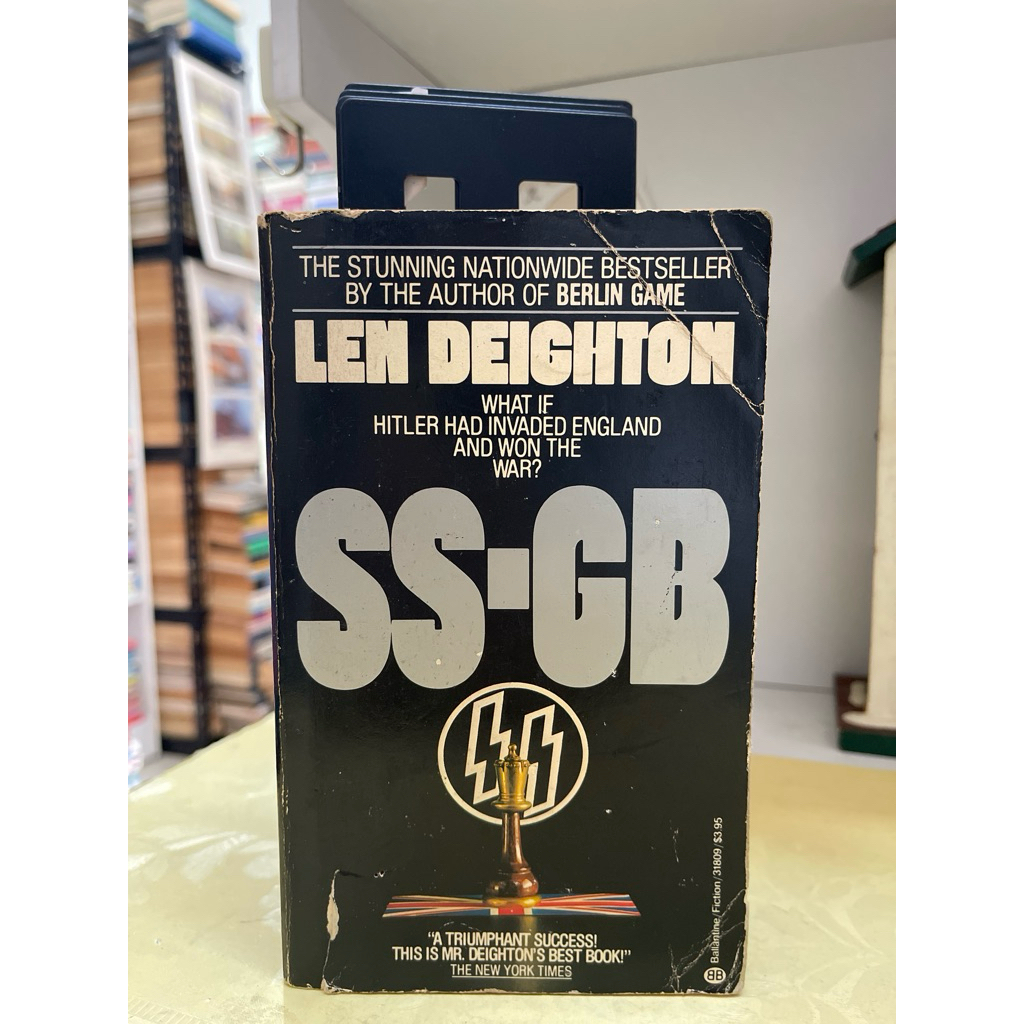 THE STUNNING NATIONWIDE BESTSELLER
BY THE AUTHOR OF BERLIN GAME
LEN DEIGHTON
WHAT IF
HITLER HAD INVADED ENGLAND
AND WON THE
WAR?
SS-GB
"A TRIUMPHANT SUCCESS!
THIS IS MR. DEIGHTON'S BEST BOOK!"
THE NEW YORK TIMES
Ballantine/Fiction/31809/$3.95
BB